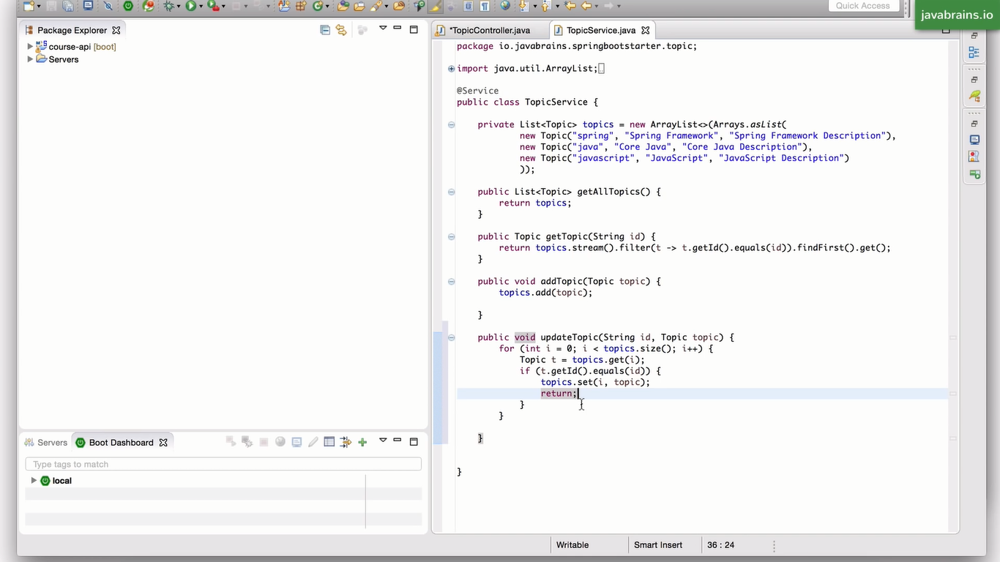 Quick Access
javabrains.io
Package Explorer
*TopicController.java
TopicService.java
course-api [boot]
Servers
package io.javabrains.springbootstarter.topic;
import java.util.ArrayList;
@Service
public class TopicService {
private List<Topic> topics = new ArrayList<>(Arrays.asList(
new Topic("spring", "Spring Framework", "Spring Framework Description"),
new Topic("java", "Core Java", "Core Java Description"),
new Topic("javascript", "JavaScript", "JavaScript Description")
));
public List<Topic> getAllTopics() {
return topics;
}
public Topic getTopic(String id) {
return topics.stream().filter(t -> t.getId().equals(id)).findFirst().get();
}
public void addTopic(Topic topic) {
topics.add(topic);
}
public void updateTopic(String id, Topic topic) {
for (int i = 0; i < topics.size(); i++) {
Topic t = topics.get(i);
if (t.getId().equals(id)) {
topics.set(i, topic);
return;
}
}
}
}
Servers
Boot Dashboard
Type tags to match
local
Writable
Smart Insert
36 : 24